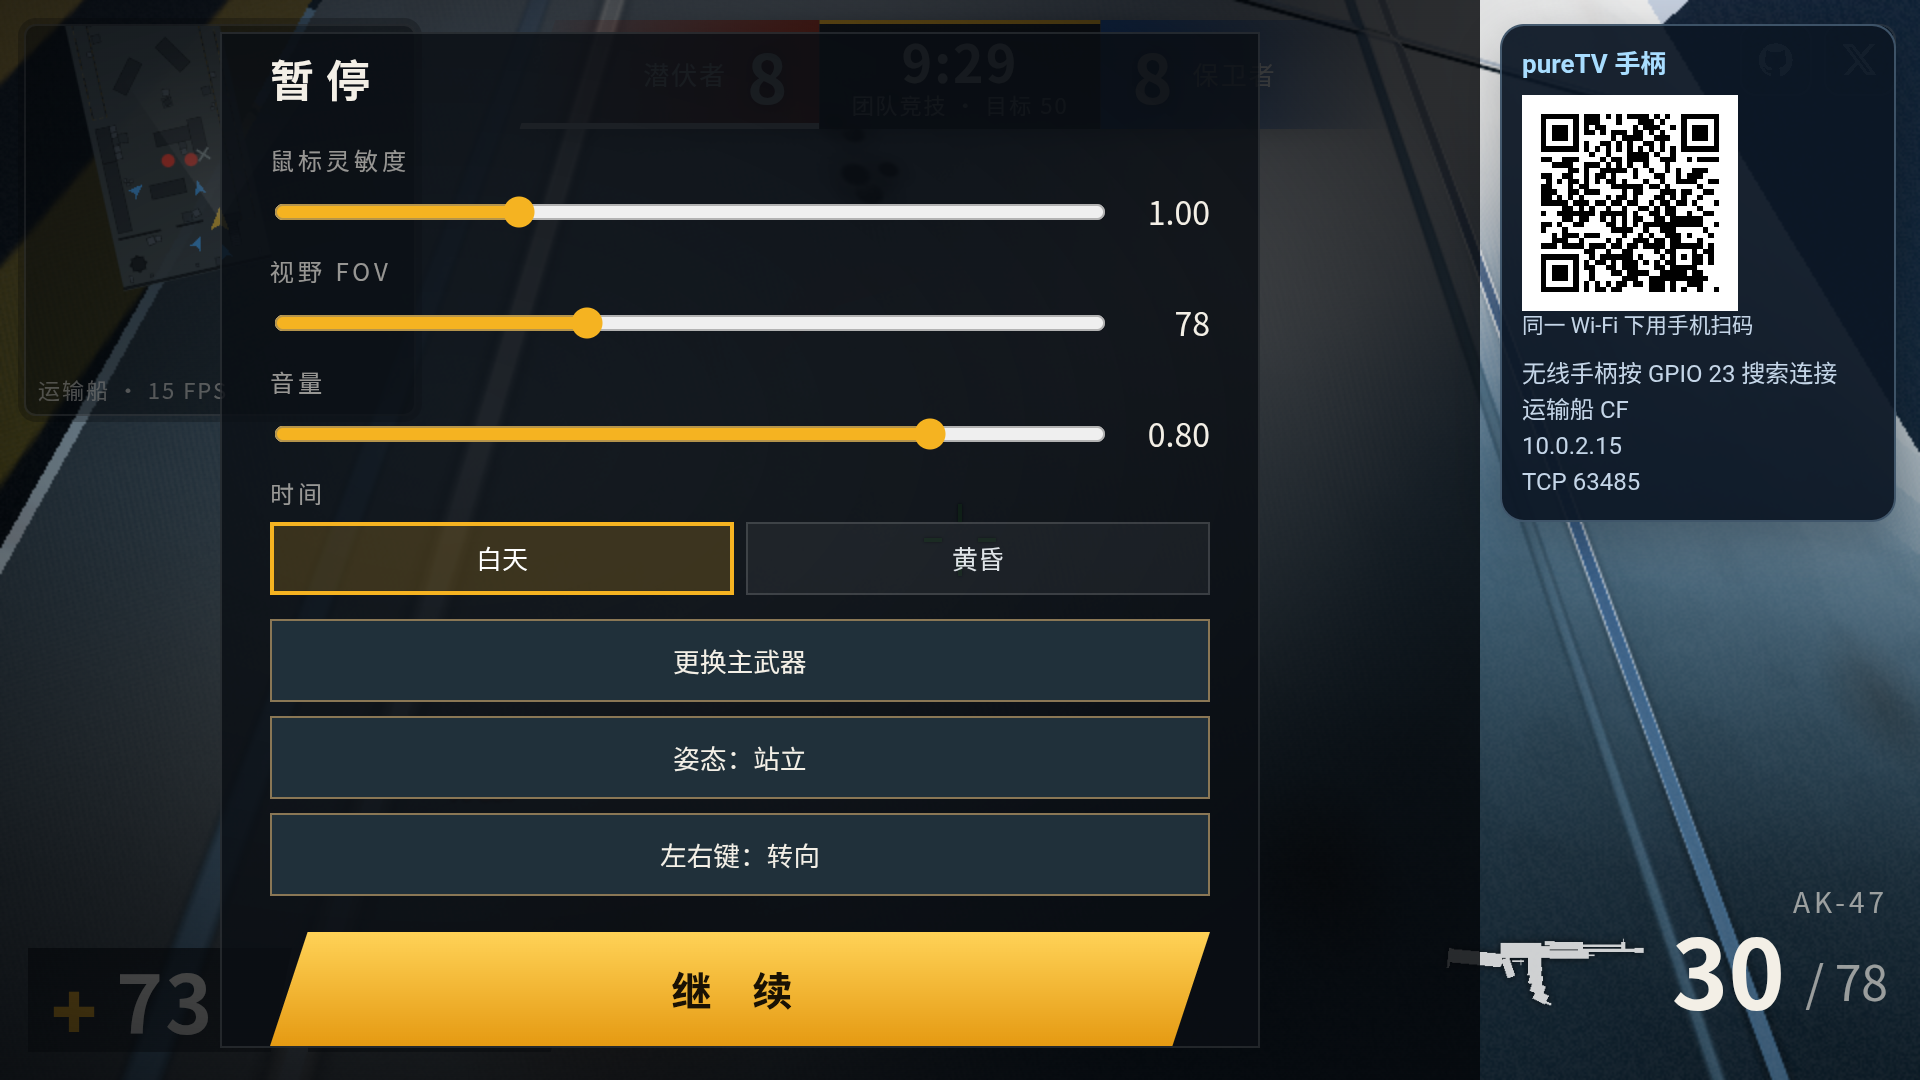 暂停
潜伏者 8
9:29
8 保卫者
团队竞技 · 目标 50
鼠标灵敏度
1.00
视野 FOV
78
运输船 · 15 FPS
音量
0.80
时间
白天
黄昏
更换主武器
姿态：站立
左右键：转向
继续
+ 73
pureTV 手柄
同一 Wi-Fi 下用手机扫码
无线手柄按 GPIO 23 搜索连接
运输船 CF
10.0.2.15
TCP 63485
AK-47
30 / 78